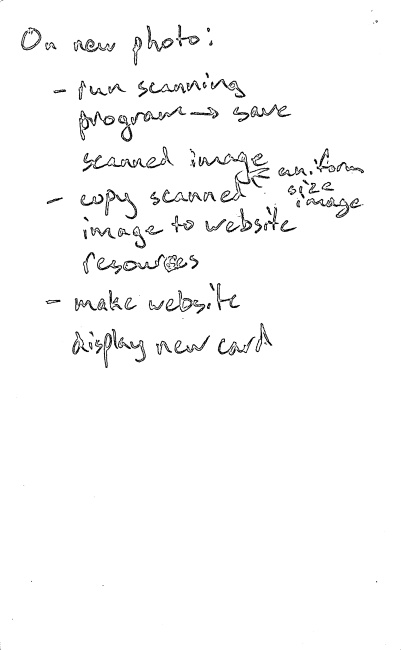 On new photo:
- run scanning
program → save
scanned image
uniform
size
image
- copy scanned
image to website
resources
- make website
display new card